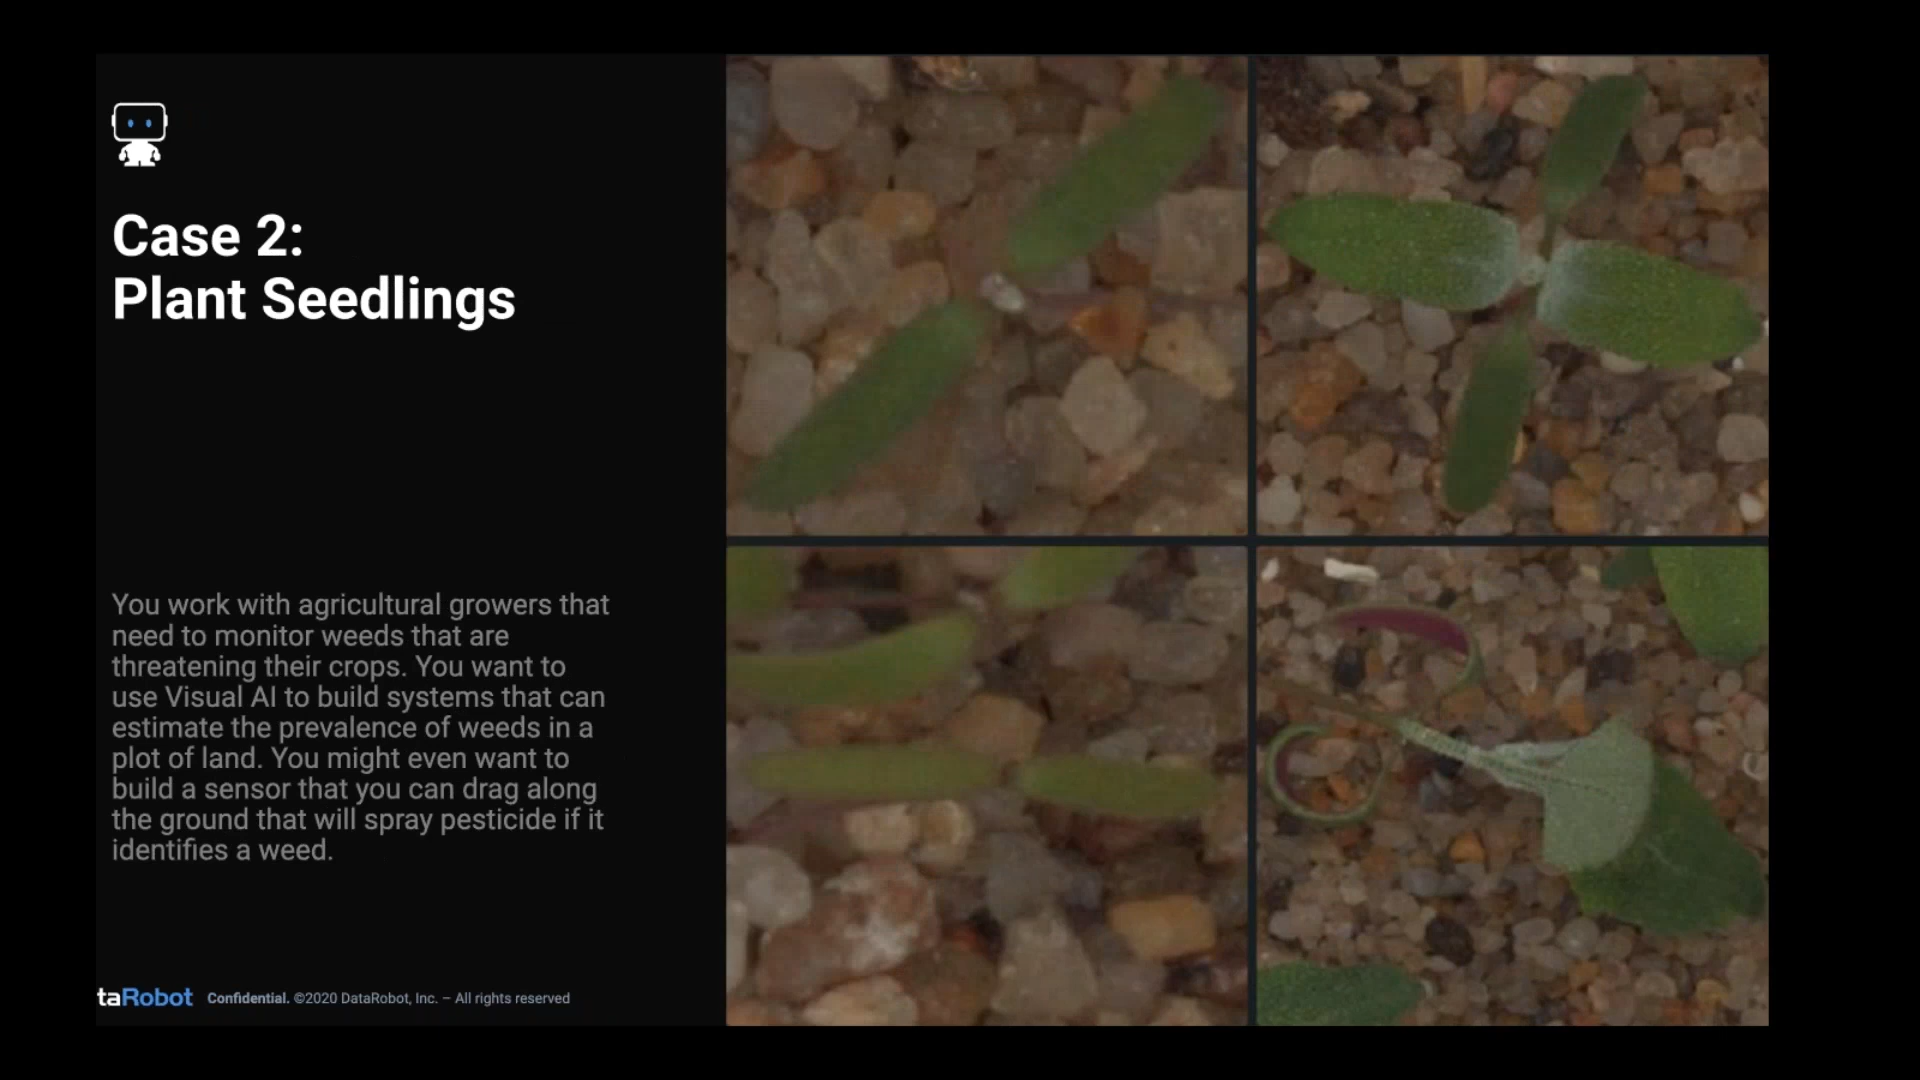 Case 2:
Plant Seedlings
You work with agricultural growers that
need to monitor weeds that are
threatening their crops. You want to
use Visual AI to build systems that can
estimate the prevalence of weeds in a
plot of land. You might even want to
build a sensor that you can drag along
the ground that will spray pesticide if it
identifies a weed.
taRobot Confidential. ©2020 DataRobot, Inc. – All rights reserved